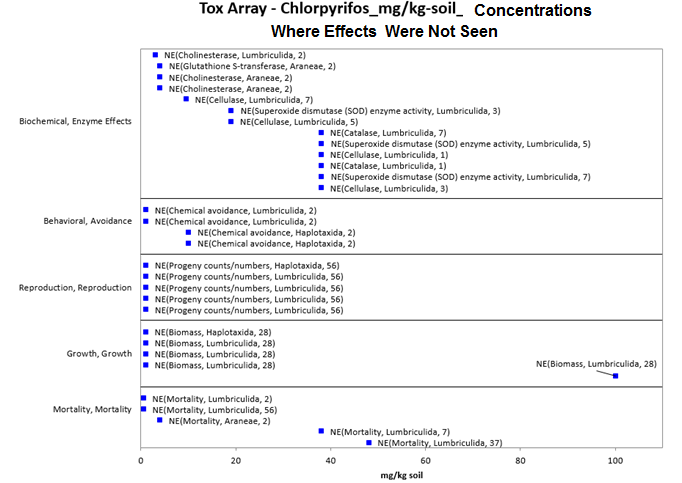 Tox Array - Chlorpyrifos_mg/kg-soil_ Concentrations
Where Effects Were Not Seen
Biochemical, Enzyme Effects
NE(Cholinesterase, Lumbriculida, 2)
NE(Glutathione S-transferase, Araneae, 2)
NE(Cholinesterase, Araneae, 2)
NE(Cholinesterase, Araneae, 2)
NE(Cellulase, Lumbriculida, 7)
NE(Superoxide dismutase (SOD) enzyme activity, Lumbriculida, 3)
NE(Cellulase, Lumbriculida, 5)
NE(Catalase, Lumbriculida, 7)
NE(Superoxide dismutase (SOD) enzyme activity, Lumbriculida, 5)
NE(Cellulase, Lumbriculida, 1)
NE(Catalase, Lumbriculida, 1)
NE(Superoxide dismutase (SOD) enzyme activity, Lumbriculida, 7)
NE(Cellulase, Lumbriculida, 3)
Behavioral, Avoidance
NE(Chemical avoidance, Lumbriculida, 2)
NE(Chemical avoidance, Lumbriculida, 2)
NE(Chemical avoidance, Haplotaxida, 2)
NE(Chemical avoidance, Haplotaxida, 2)
Reproduction, Reproduction
NE(Progeny counts/numbers, Haplotaxida, 56)
NE(Progeny counts/numbers, Lumbriculida, 56)
NE(Progeny counts/numbers, Lumbriculida, 56)
NE(Progeny counts/numbers, Lumbriculida, 56)
NE(Progeny counts/numbers, Lumbriculida, 56)
Growth, Growth
NE(Biomass, Haplotaxida, 28)
NE(Biomass, Lumbriculida, 28)
NE(Biomass, Lumbriculida, 28)
NE(Biomass, Lumbriculida, 28)
NE(Biomass, Lumbriculida, 28)
Mortality, Mortality
NE(Mortality, Lumbriculida, 2)
NE(Mortality, Lumbriculida, 56)
NE(Mortality, Araneae, 2)
NE(Mortality, Lumbriculida, 7)
NE(Mortality, Lumbriculida, 37)
0 20 40 60 80 100
mg/kg soil